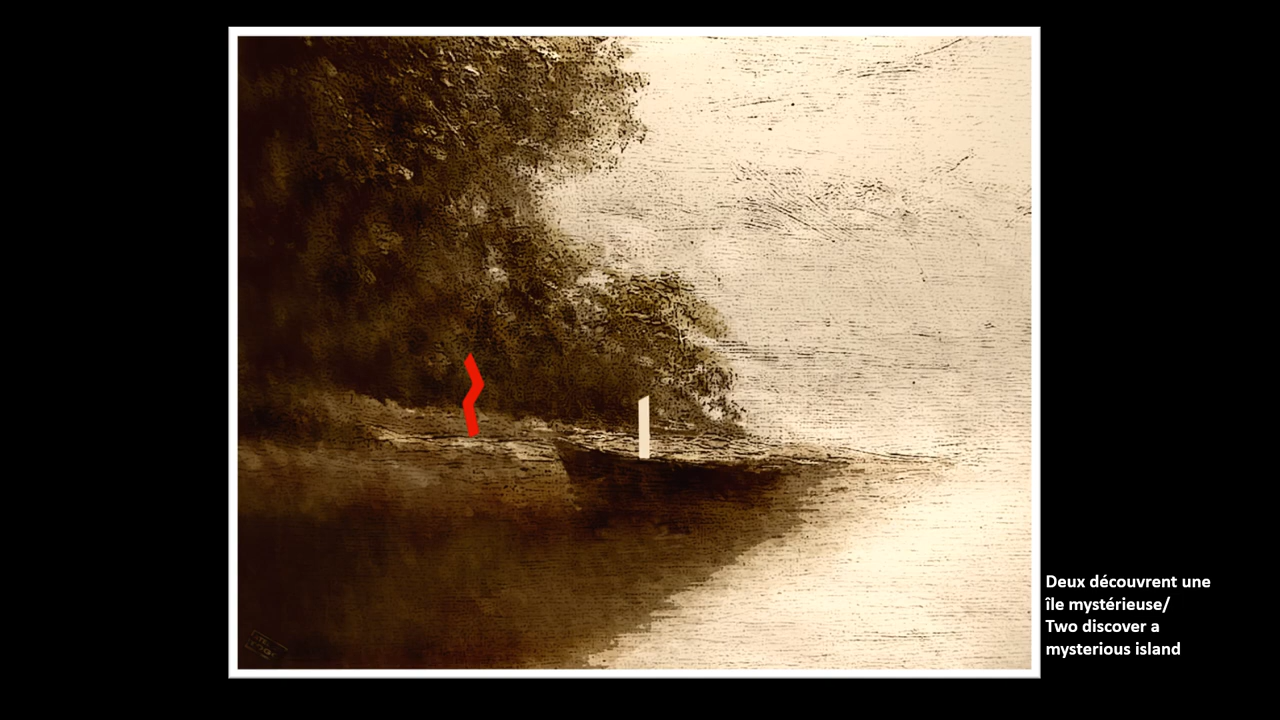 Deux découvrent une
île mystérieuse/
Two discover a
mysterious island